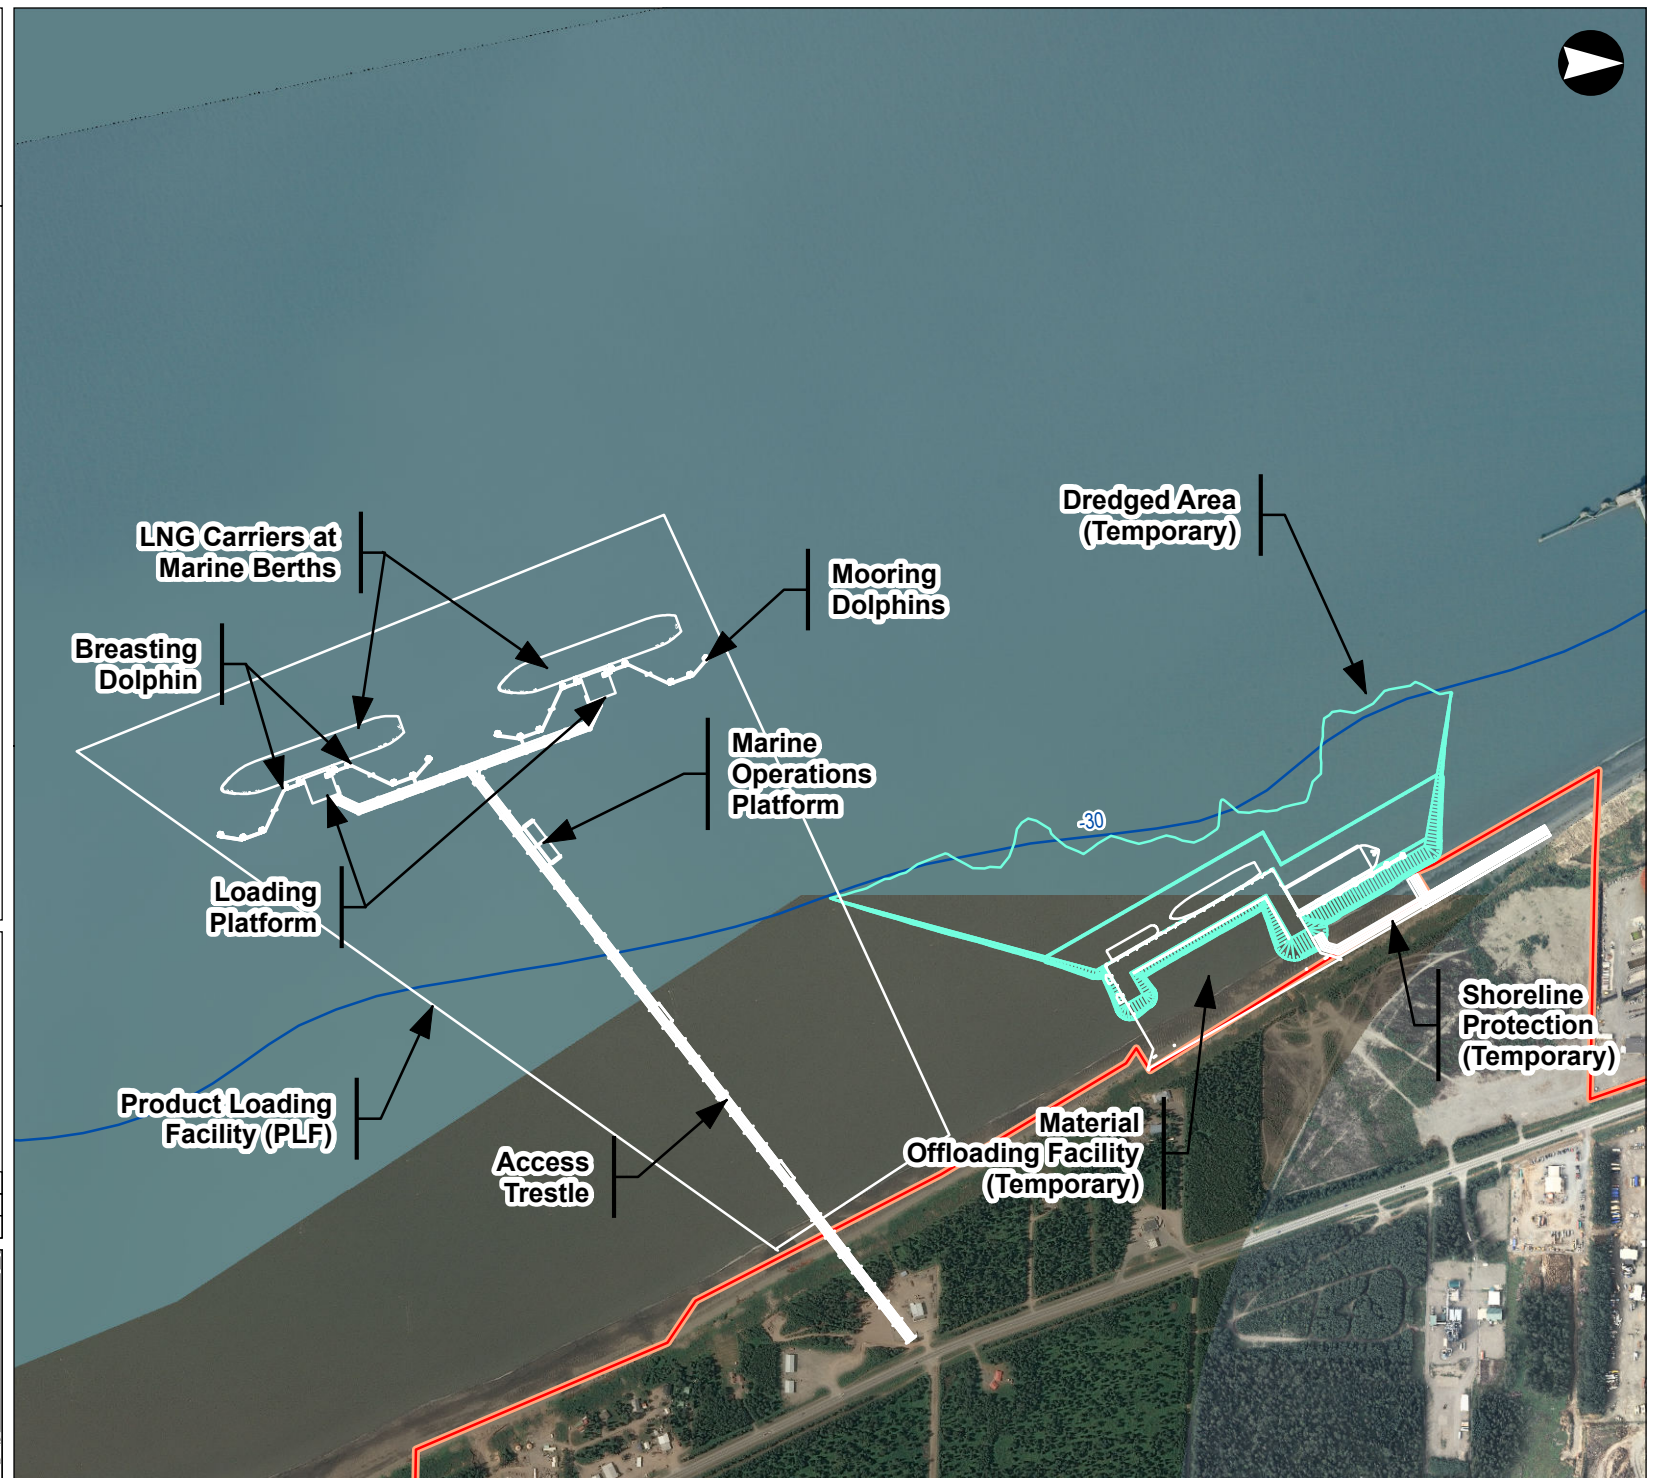 Dredged Area
(Temporary)
LNG Carriers at
Marine Berths
Mooring
Dolphins
Breasting
Dolphin
Marine
Operations
Platform
-30
Loading
Platform
Shoreline
Protection
(Temporary)
Product Loading
Facility (PLF)
Material
Offloading Facility
(Temporary)
Access
Trestle